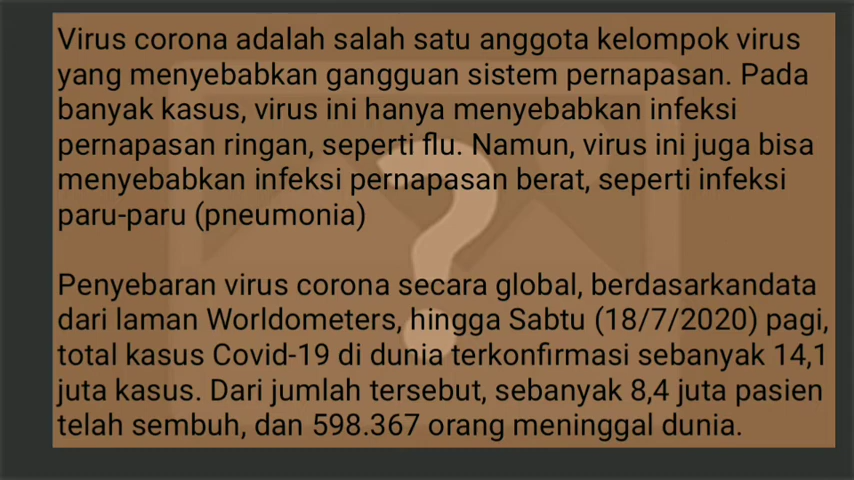 Virus corona adalah salah satu anggota kelompok virus
yang menyebabkan gangguan sistem pernapasan. Pada
banyak kasus, virus ini hanya menyebabkan infeksi
pernapasan ringan, seperti flu. Namun, virus ini juga bisa
menyebabkan infeksi pernapasan berat, seperti infeksi
paru-paru (pneumonia)
Penyebaran virus corona secara global, berdasarkandata
dari laman Worldometers, hingga Sabtu (18/7/2020) pagi,
total kasus Covid-19 di dunia terkonfirmasi sebanyak 14,1
juta kasus. Dari jumlah tersebut, sebanyak 8,4 juta pasien
telah sembuh, dan 598.367 orang meninggal dunia.